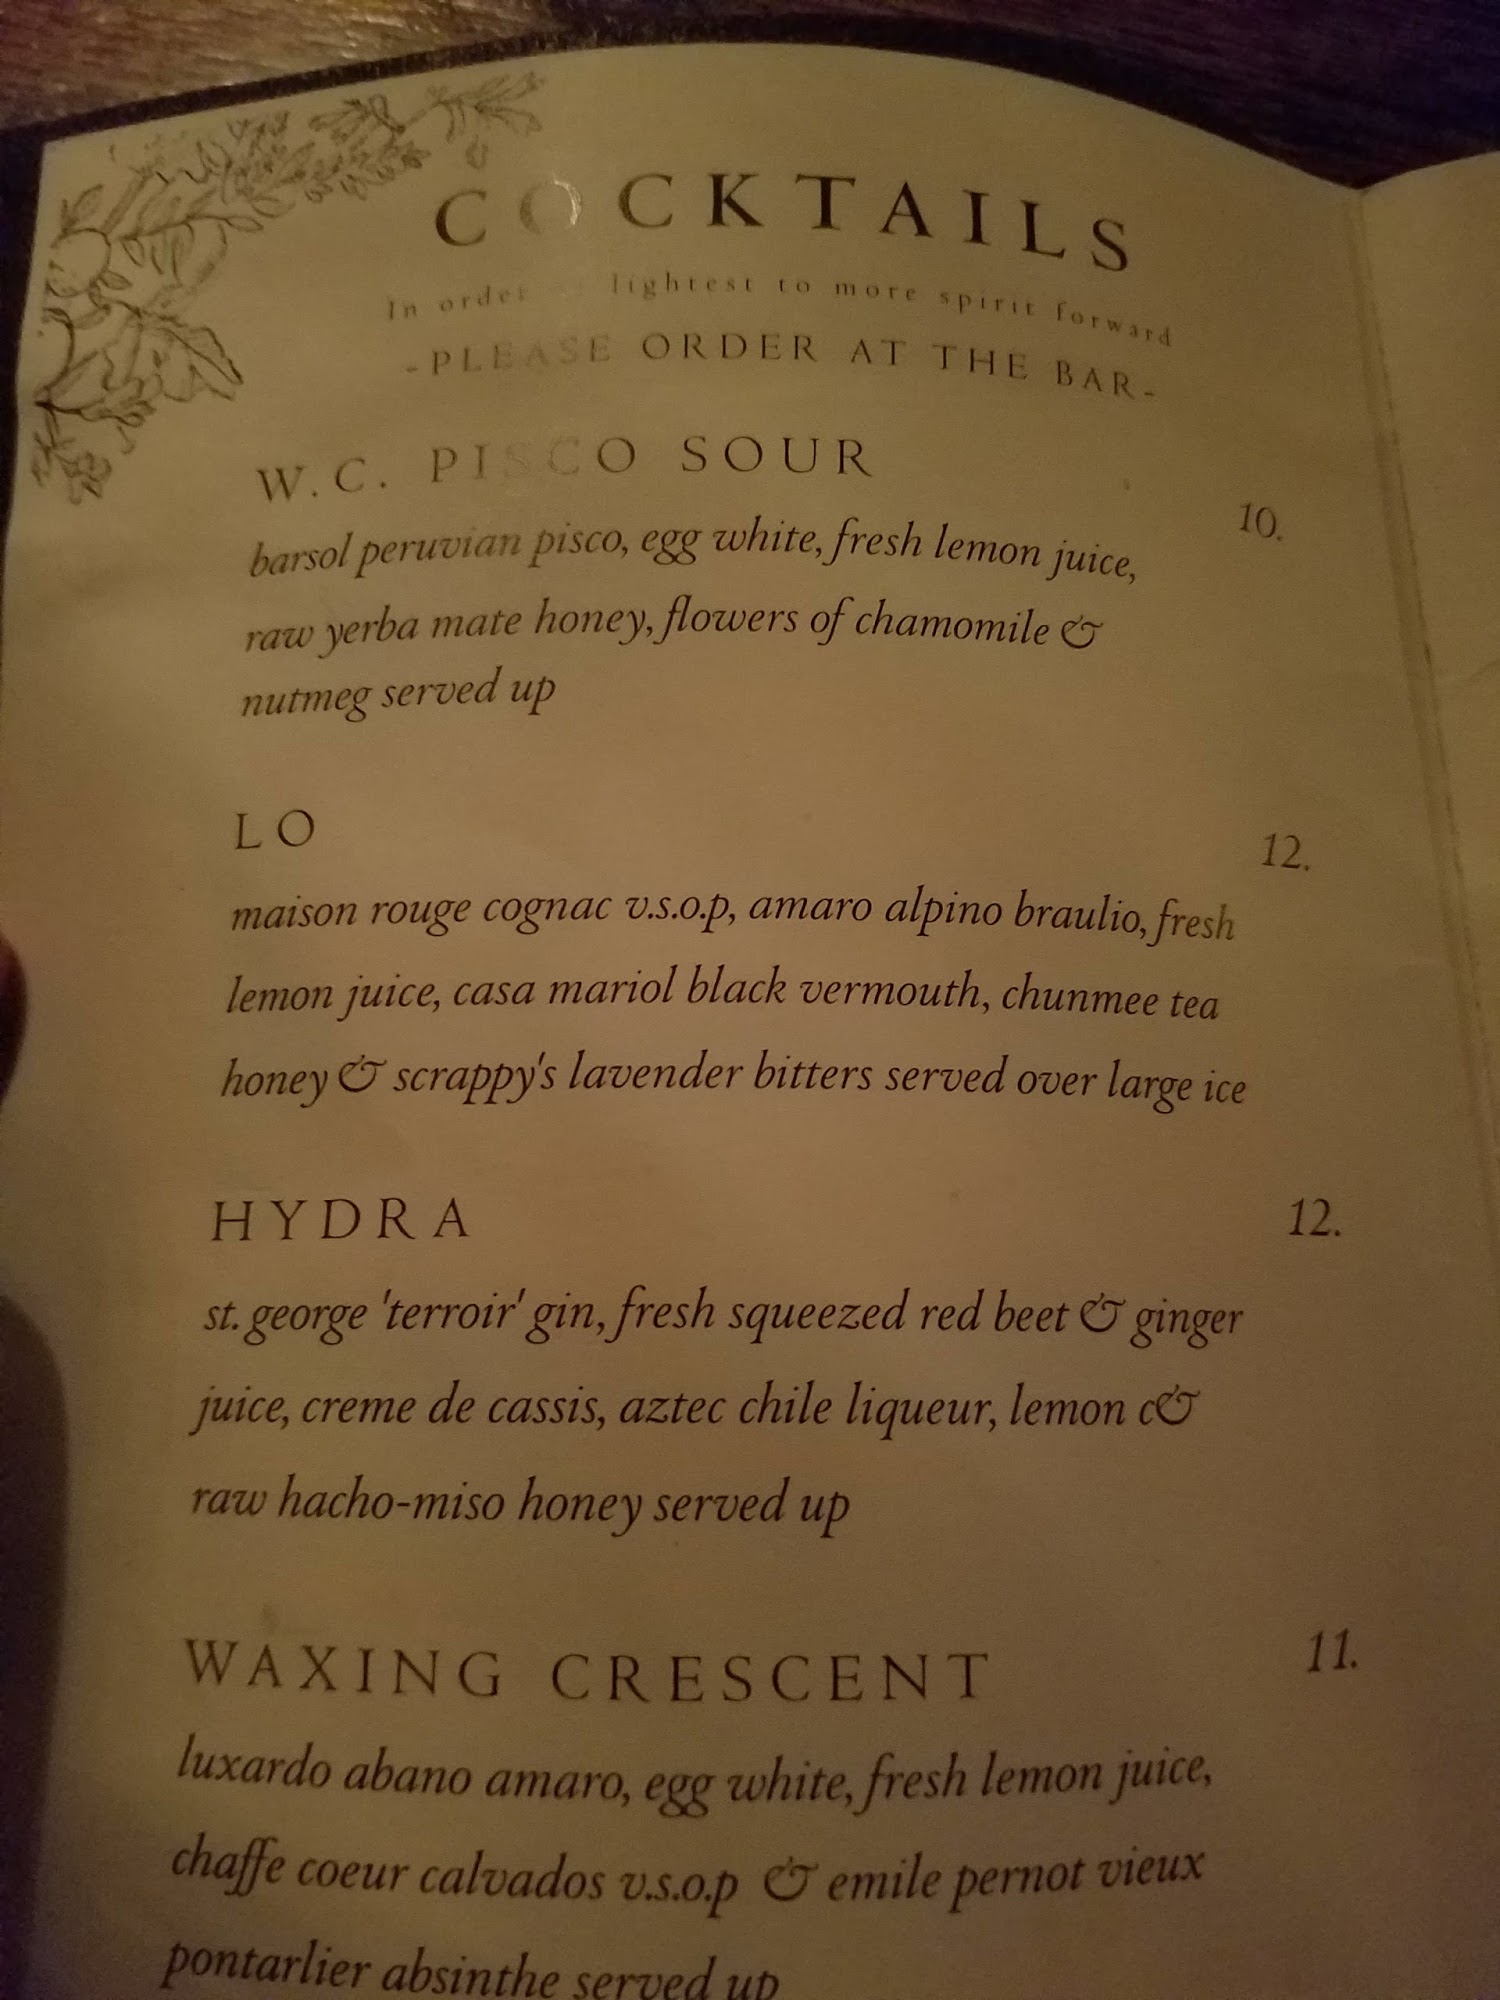 COCKTAILS
In order lightest to more spirit forward
-PLEASE ORDER AT THE BAR-
W.C. PISCO SOUR 10.
barsol peruvian pisco, egg white, fresh lemon juice,
raw yerba mate honey, flowers of chamomile &
nutmeg served up
LO 12.
maison rouge cognac v.s.o.p, amaro alpino braulio, fresh
lemon juice, casa mariol black vermouth, chunmee tea
honey & scrappy's lavender bitters served over large ice
HYDRA 12.
st. george 'terroir' gin, fresh squeezed red beet & ginger
juice, creme de cassis, aztec chile liqueur, lemon c&
raw hacho-miso honey served up
WAXING CRESCENT 11.
luxardo abano amaro, egg white, fresh lemon juice,
chaffe coeur calvados v.s.o.p & emile pernot vieux
pontarlier absinthe served up